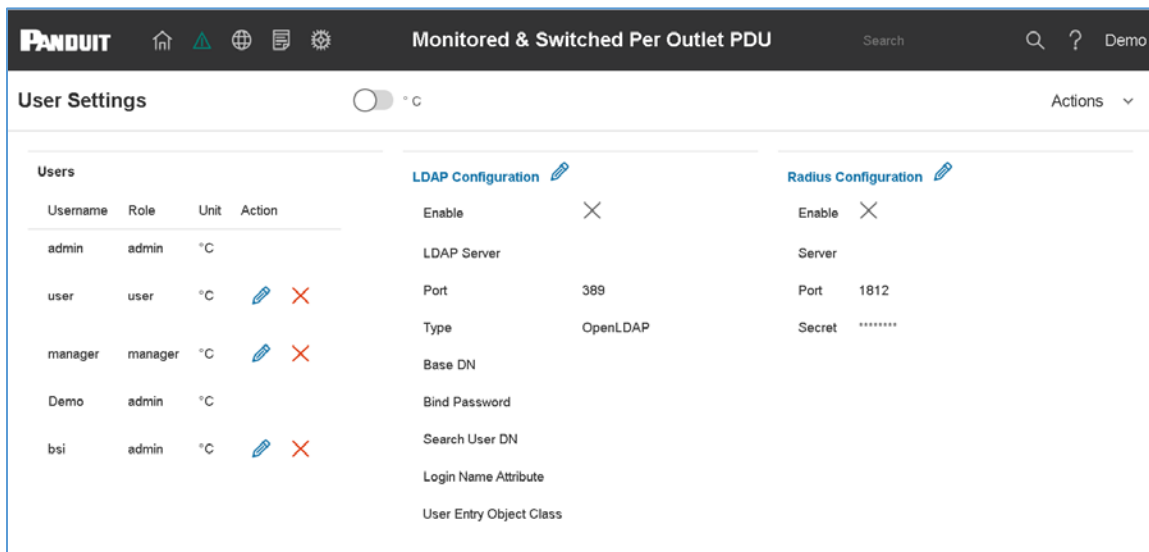 PANDUIT Monitored & Switched Per Outlet PDU Search ? Demo
User Settings ° C Actions
Users
Username Role Unit Action
admin admin °C
user user °C
manager manager °C
Demo admin °C
bsi admin °C
LDAP Configuration
Enable
LDAP Server
Port 389
Type OpenLDAP
Base DN
Bind Password
Search User DN
Login Name Attribute
User Entry Object Class
Radius Configuration
Enable
Server
Port 1812
Secret ********